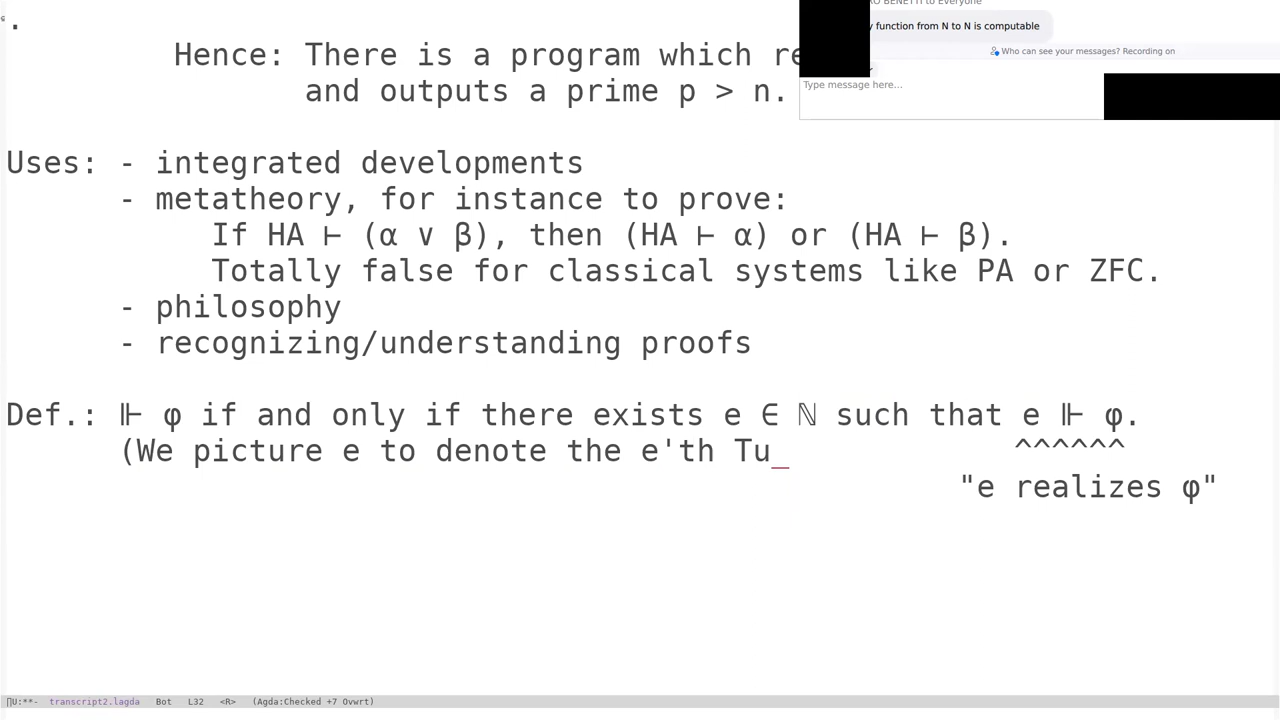 .
Hence: There is a program which
and outputs a prime p > n.
to Everyone
function from N to N is computable
Who can see your messages? Recording on
Type message here...
Uses: - integrated developments
- metatheory, for instance to prove:
If HA ⊢ (α ∨ β), then (HA ⊢ α) or (HA ⊢ β).
Totally false for classical systems like PA or ZFC.
- philosophy
- recognizing/understanding proofs
Def.: ⊩ φ if and only if there exists e ∈ ℕ such that e ⊩ φ.
(We picture e to denote the e'th Tu_ ^^^^^^
"e realizes φ"
U:**- transcript2.lagda Bot L32 <R> (Agda:Checked +7 Ovwrt)